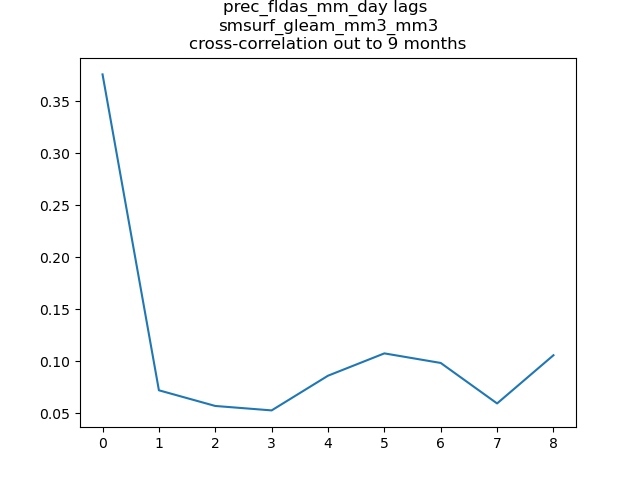 prec_fldas_mm_day lags
smsurf_gleam_mm3_mm3
cross-correlation out to 9 months
0.35
0.30
0.25
0.20
0.15
0.10
0.05
0 1 2 3 4 5 6 7 8